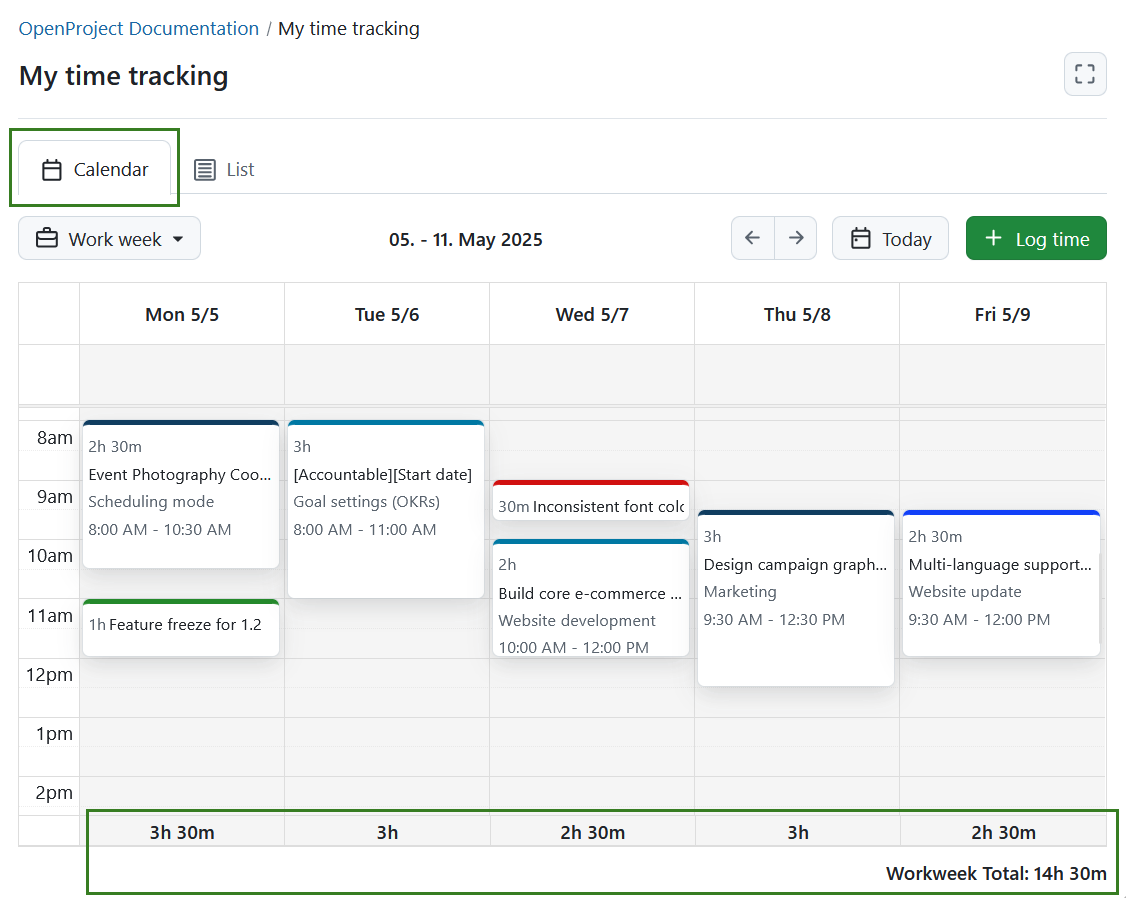 OpenProject Documentation / My time tracking
My time tracking
Calendar
List
Work week
05. - 11. May 2025
Today
+ Log time
Mon 5/5
Tue 5/6
Wed 5/7
Thu 5/8
Fri 5/9
8am
9am
10am
11am
12pm
1pm
2pm
2h 30m
Event Photography Coo...
Scheduling mode
8:00 AM - 10:30 AM
1h Feature freeze for 1.2
3h
[Accountable][Start date]
Goal settings (OKRs)
8:00 AM - 11:00 AM
30m Inconsistent font colo
2h
Build core e-commerce ...
Website development
10:00 AM - 12:00 PM
3h
Design campaign graph...
Marketing
9:30 AM - 12:30 PM
2h 30m
Multi-language support...
Website update
9:30 AM - 12:00 PM
3h 30m
3h
2h 30m
3h
2h 30m
Workweek Total: 14h 30m